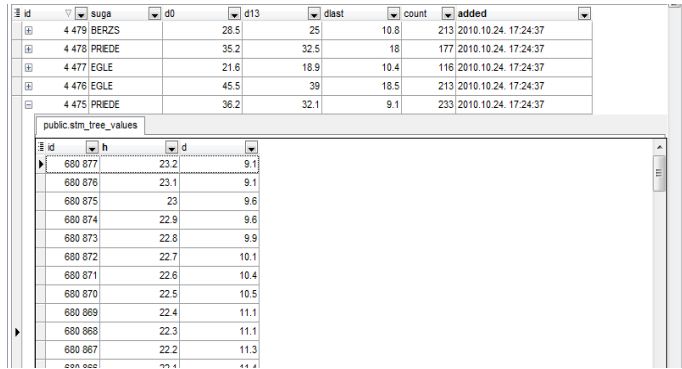 id suga d0 d13 dlast count added
4 479 BERZS 28.5 25 10.8 213 2010.10.24. 17:24:37
4 478 PRIEDE 35.2 32.5 18 177 2010.10.24. 17:24:37
4 477 EGLE 21.6 18.9 10.4 116 2010.10.24. 17:24:37
4 476 EGLE 45.5 39 18.5 213 2010.10.24. 17:24:37
4 475 PRIEDE 36.2 32.1 9.1 233 2010.10.24. 17:24:37
public.stm_tree_values
id h d
680 877 23.2 9.1
680 876 23.1 9.1
680 875 23 9.6
680 874 22.9 9.6
680 873 22.8 9.9
680 872 22.7 10.1
680 871 22.6 10.4
680 870 22.5 10.5
680 869 22.4 11.1
680 868 22.3 11.1
680 867 22.2 11.3
680 866 22.1 11.4